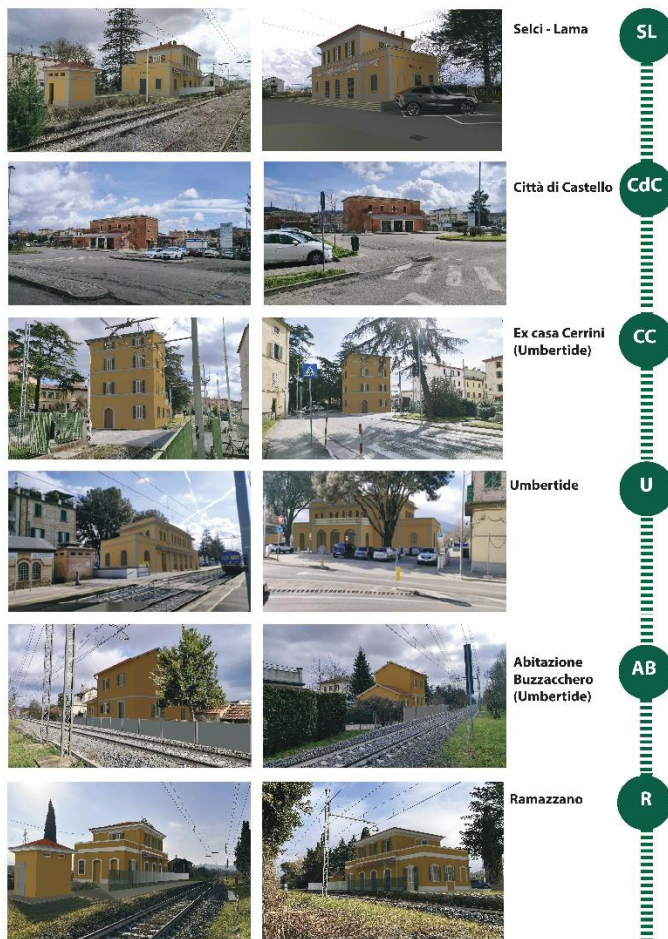 Selci - Lama
SL
Città di Castello
CdC
Ex casa Cerrini
(Umbertide)
CC
Umbertide
U
Abitazione
Buzzacchero
(Umbertide)
AB
Ramazzano
R